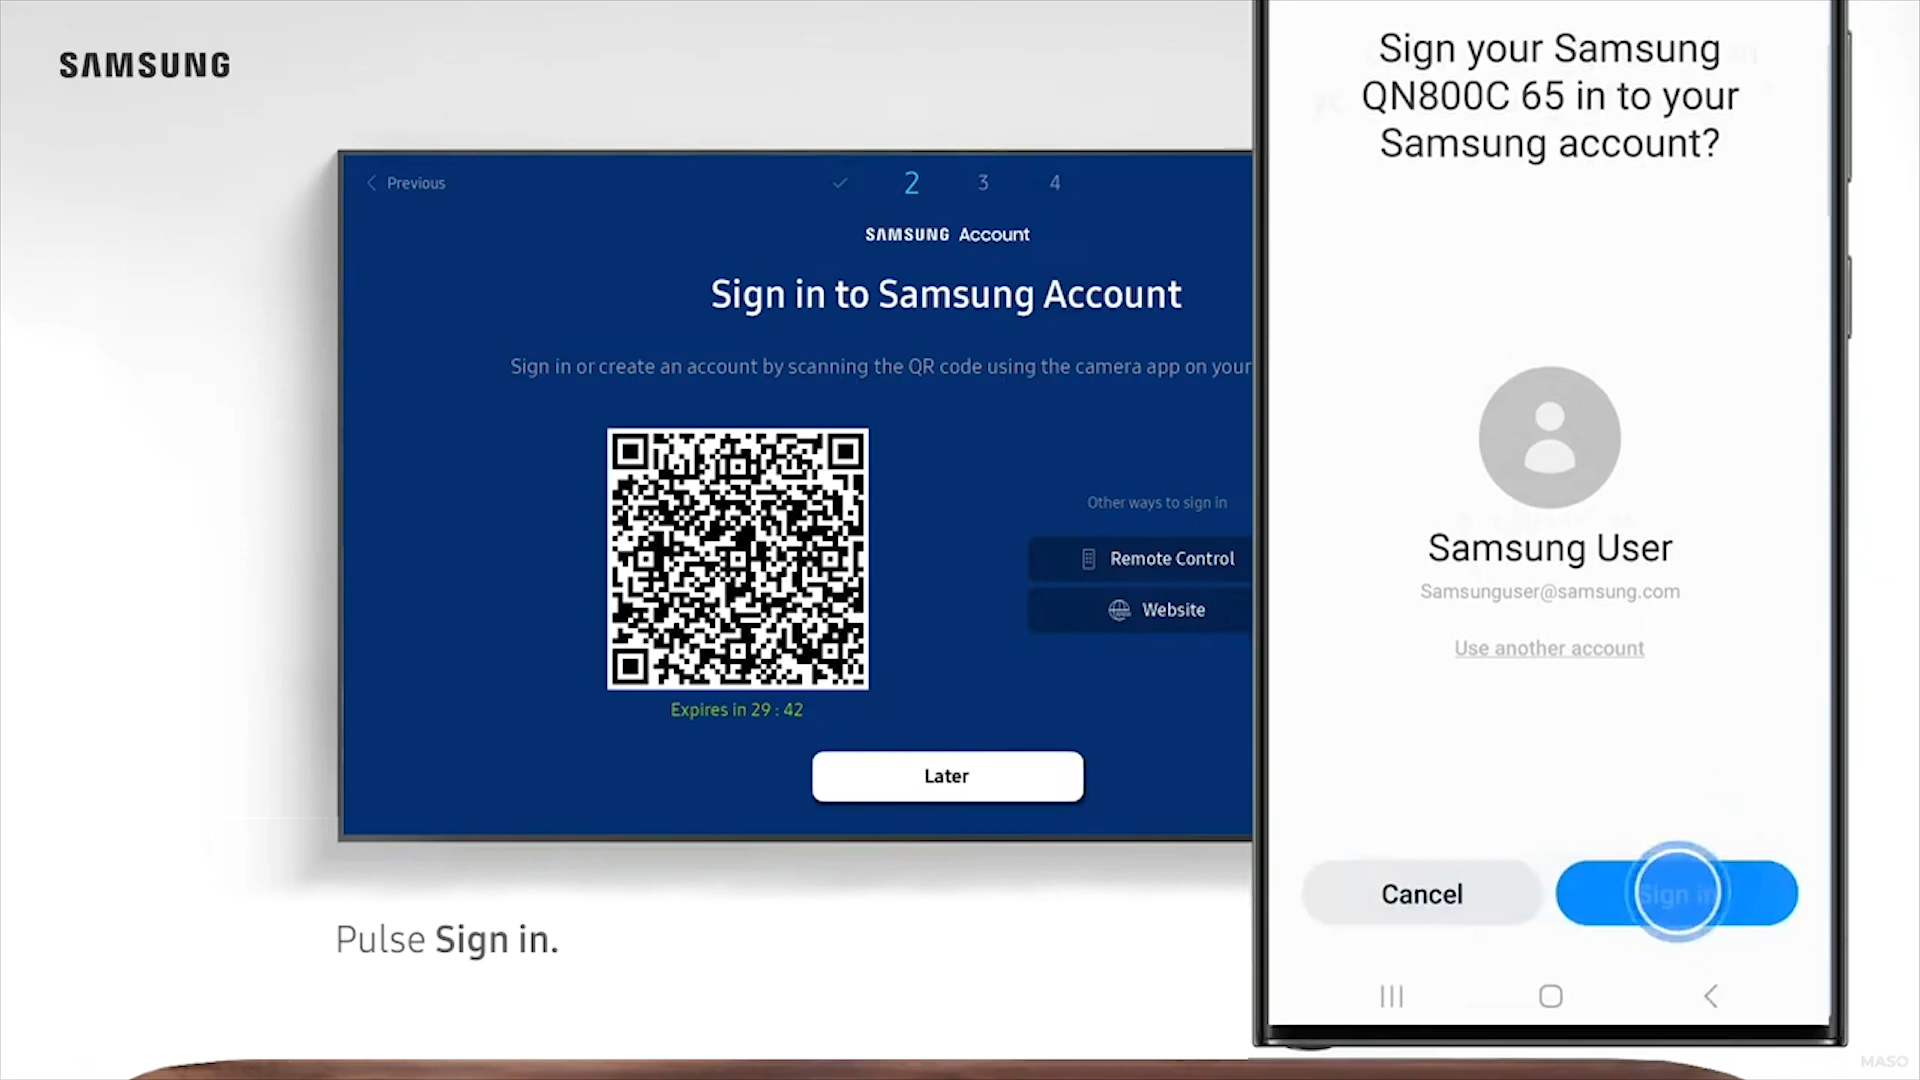 SAMSUNG
Previous
2
3
4
SAMSUNG Account
Sign in to Samsung Account
Sign in or create an account by scanning the QR code using the camera app on your
Other ways to sign in
Remote Control
Website
Expires in 29 : 42
Later
Pulse Sign in.
Sign your Samsung
QN800C 65 in to your
Samsung account?
Samsung User
Samsunguser@samsung.com
Use another account
Cancel
Sign in
MASO